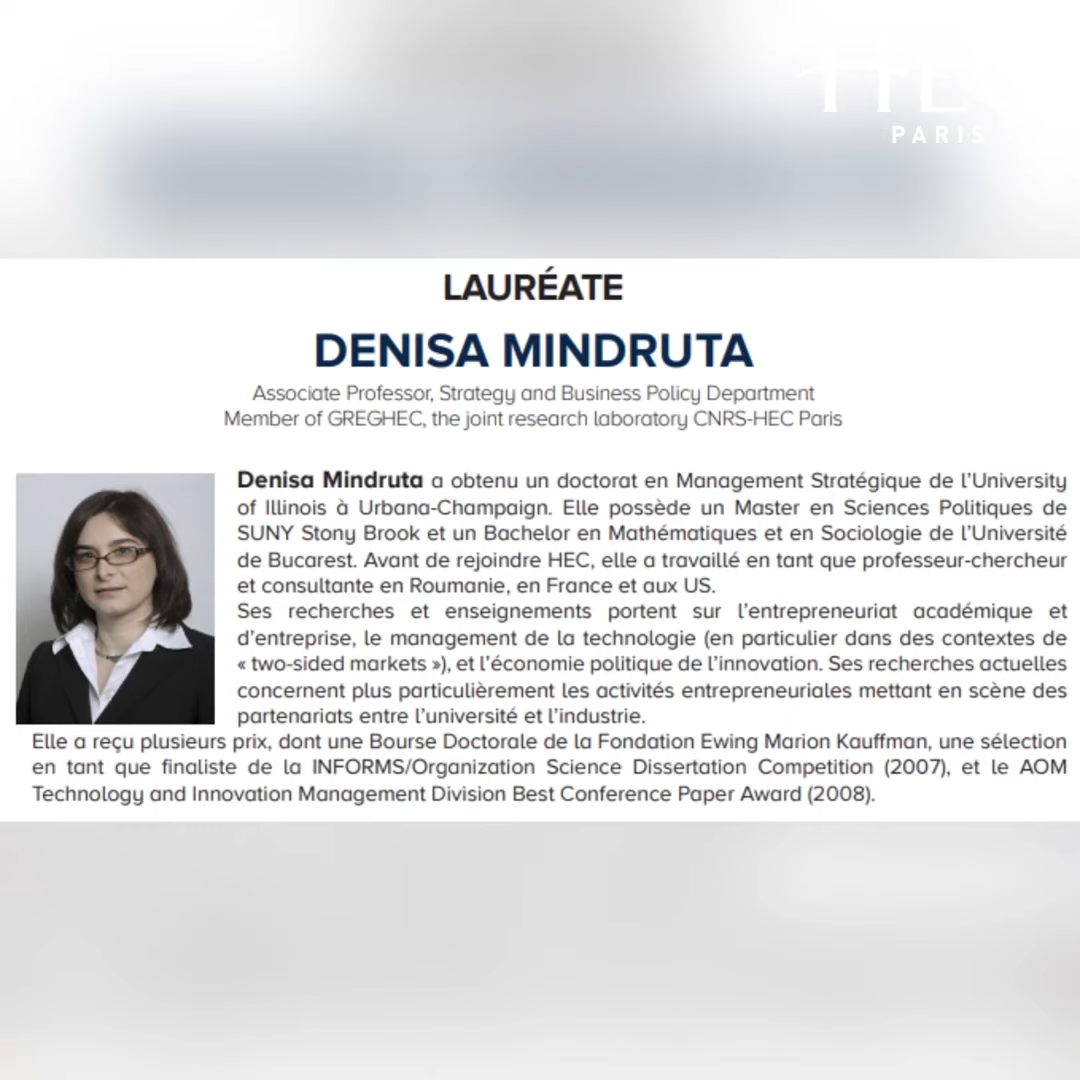 PARIS
LAURÉATE
DENISA MINDRUTA
Associate Professor, Strategy and Business Policy Department
Member of GREGHEC, the joint research laboratory CNRS-HEC Paris
Denisa Mindruta a obtenu un doctorat en Management Stratégique de l'University
of Illinois à Urbana-Champaign. Elle possède un Master en Sciences Politiques de
SUNY Stony Brook et un Bachelor en Mathématiques et en Sociologie de l'Université
de Bucarest. Avant de rejoindre HEC, elle a travaillé en tant que professeur-chercheur
et consultante en Roumanie, en France et aux US.
Ses recherches et enseignements portent sur l'entrepreneuriat académique et
d'entreprise, le management de la technologie (en particulier dans des contextes de
« two-sided markets »), et l'économie politique de l'innovation. Ses recherches actuelles
concernent plus particulièrement les activités entrepreneuriales mettant en scène des
partenariats entre l'université et l'industrie.
Elle a reçu plusieurs prix, dont une Bourse Doctorale de la Fondation Ewing Marion Kauffman, une sélection
en tant que finaliste de la INFORMS/Organization Science Dissertation Competition (2007), et le AOM
Technology and Innovation Management Division Best Conference Paper Award (2008).